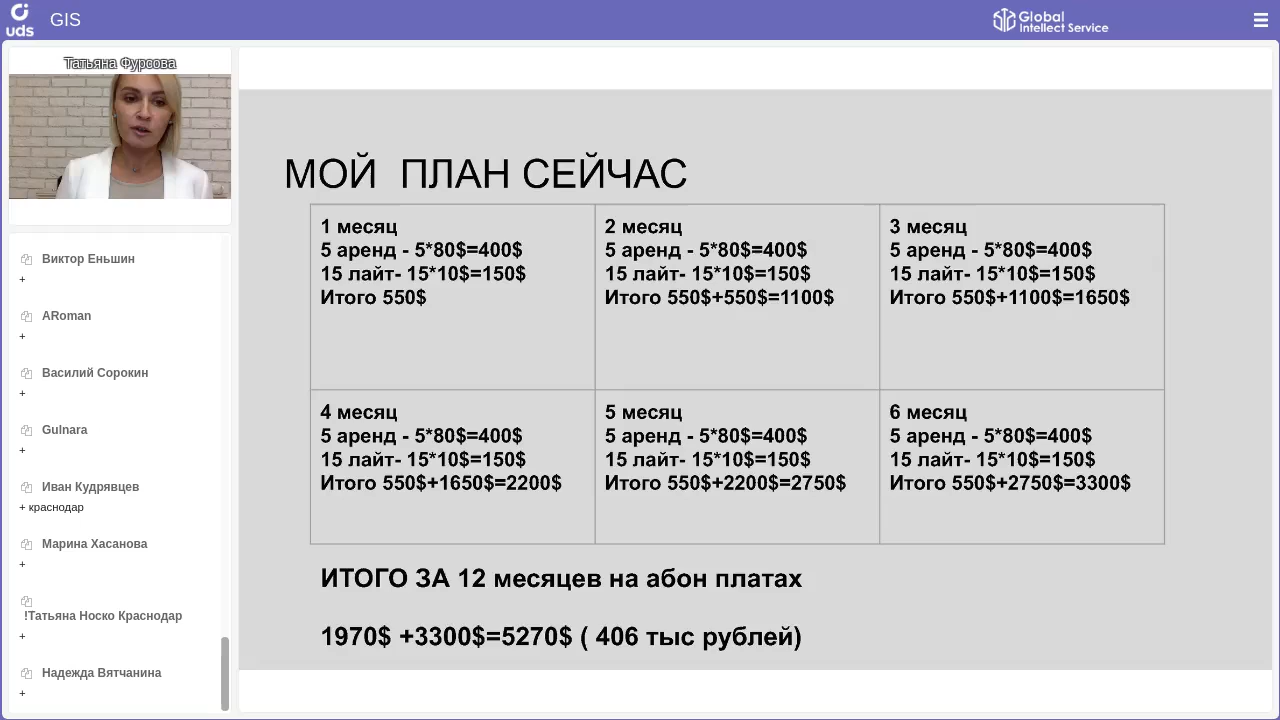 uds
GIS
Global
Intellect Service
Татьяна Фурсова
Виктор Еньшин
+
ARoman
+
Василий Сорокин
+
Gulnara
+
Иван Кудрявцев
+ краснодар
Марина Хасанова
+
!Татьяна Носко Краснодар
+
Надежда Вятчанина
+
МОЙ ПЛАН СЕЙЧАС
1 месяц
5 аренд - 5*80$=400$
15 лайт- 15*10$=150$
Итого 550$
2 месяц
5 аренд - 5*80$=400$
15 лайт- 15*10$=150$
Итого 550$+550$=1100$
3 месяц
5 аренд - 5*80$=400$
15 лайт- 15*10$=150$
Итого 550$+1100$=1650$
4 месяц
5 аренд - 5*80$=400$
15 лайт- 15*10$=150$
Итого 550$+1650$=2200$
5 месяц
5 аренд - 5*80$=400$
15 лайт- 15*10$=150$
Итого 550$+2200$=2750$
6 месяц
5 аренд - 5*80$=400$
15 лайт- 15*10$=150$
Итого 550$+2750$=3300$
ИТОГО ЗА 12 месяцев на абон платах
1970$ +3300$=5270$ ( 406 тыс рублей)